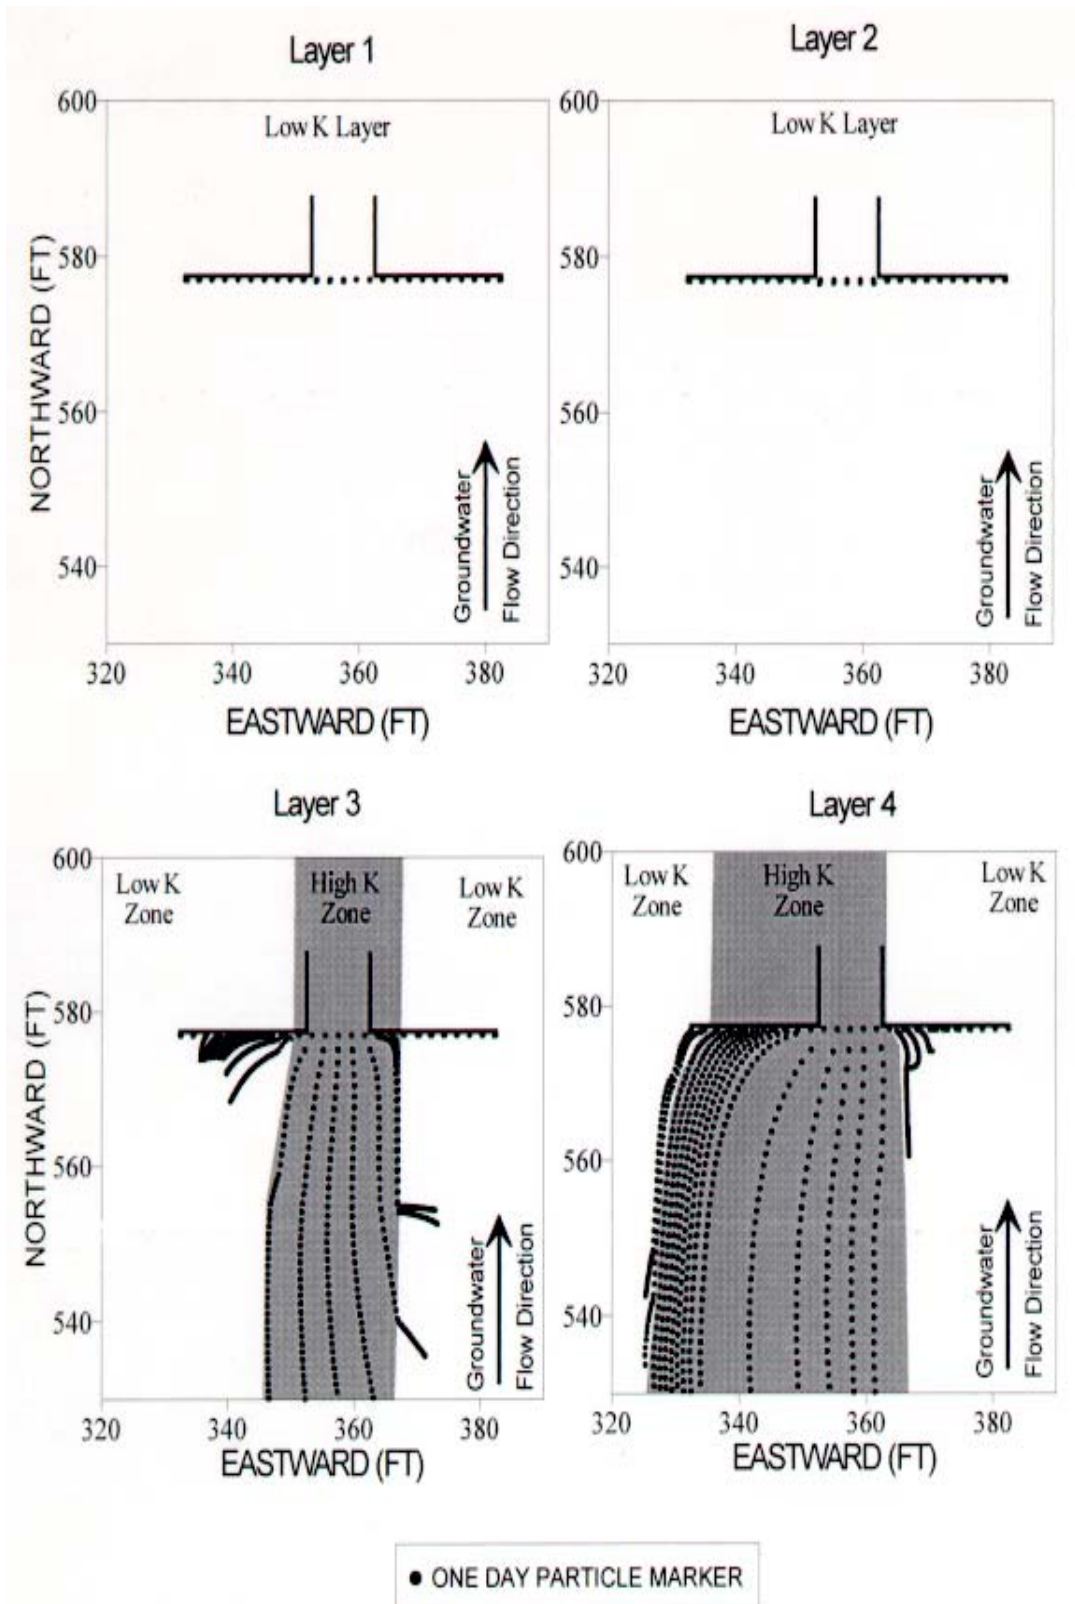 Layer 1
600
Low K Layer
580
560
540
NORTHWARD (FT)
Groundwater
Flow Direction
320 340 360 380
EASTWARD (FT)
Layer 2
600
Low K Layer
580
560
540
Groundwater
Flow Direction
320 340 360 380
EASTWARD (FT)
Layer 3
600
Low K
Zone
High K
Zone
Low K
Zone
580
560
540
NORTHWARD (FT)
Groundwater
Flow Direction
320 340 360 380
EASTWARD (FT)
Layer 4
600
Low K
Zone
High K
Zone
Low K
Zone
580
560
540
Groundwater
Flow Direction
320 340 360 380
EASTWARD (FT)
ONE DAY PARTICLE MARKER